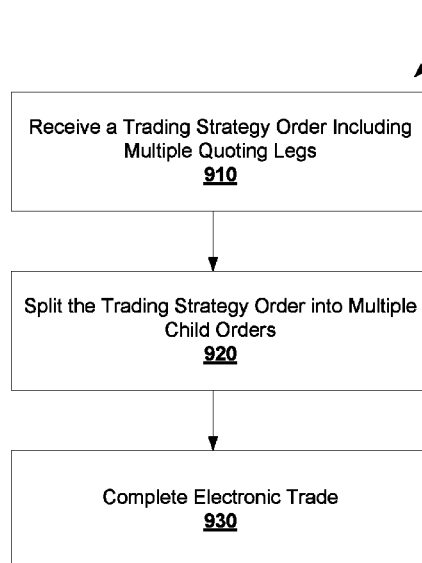 Receive a Trading Strategy Order Including
Multiple Quoting Legs
910
Split the Trading Strategy Order into Multiple
Child Orders
920
Complete Electronic Trade
930